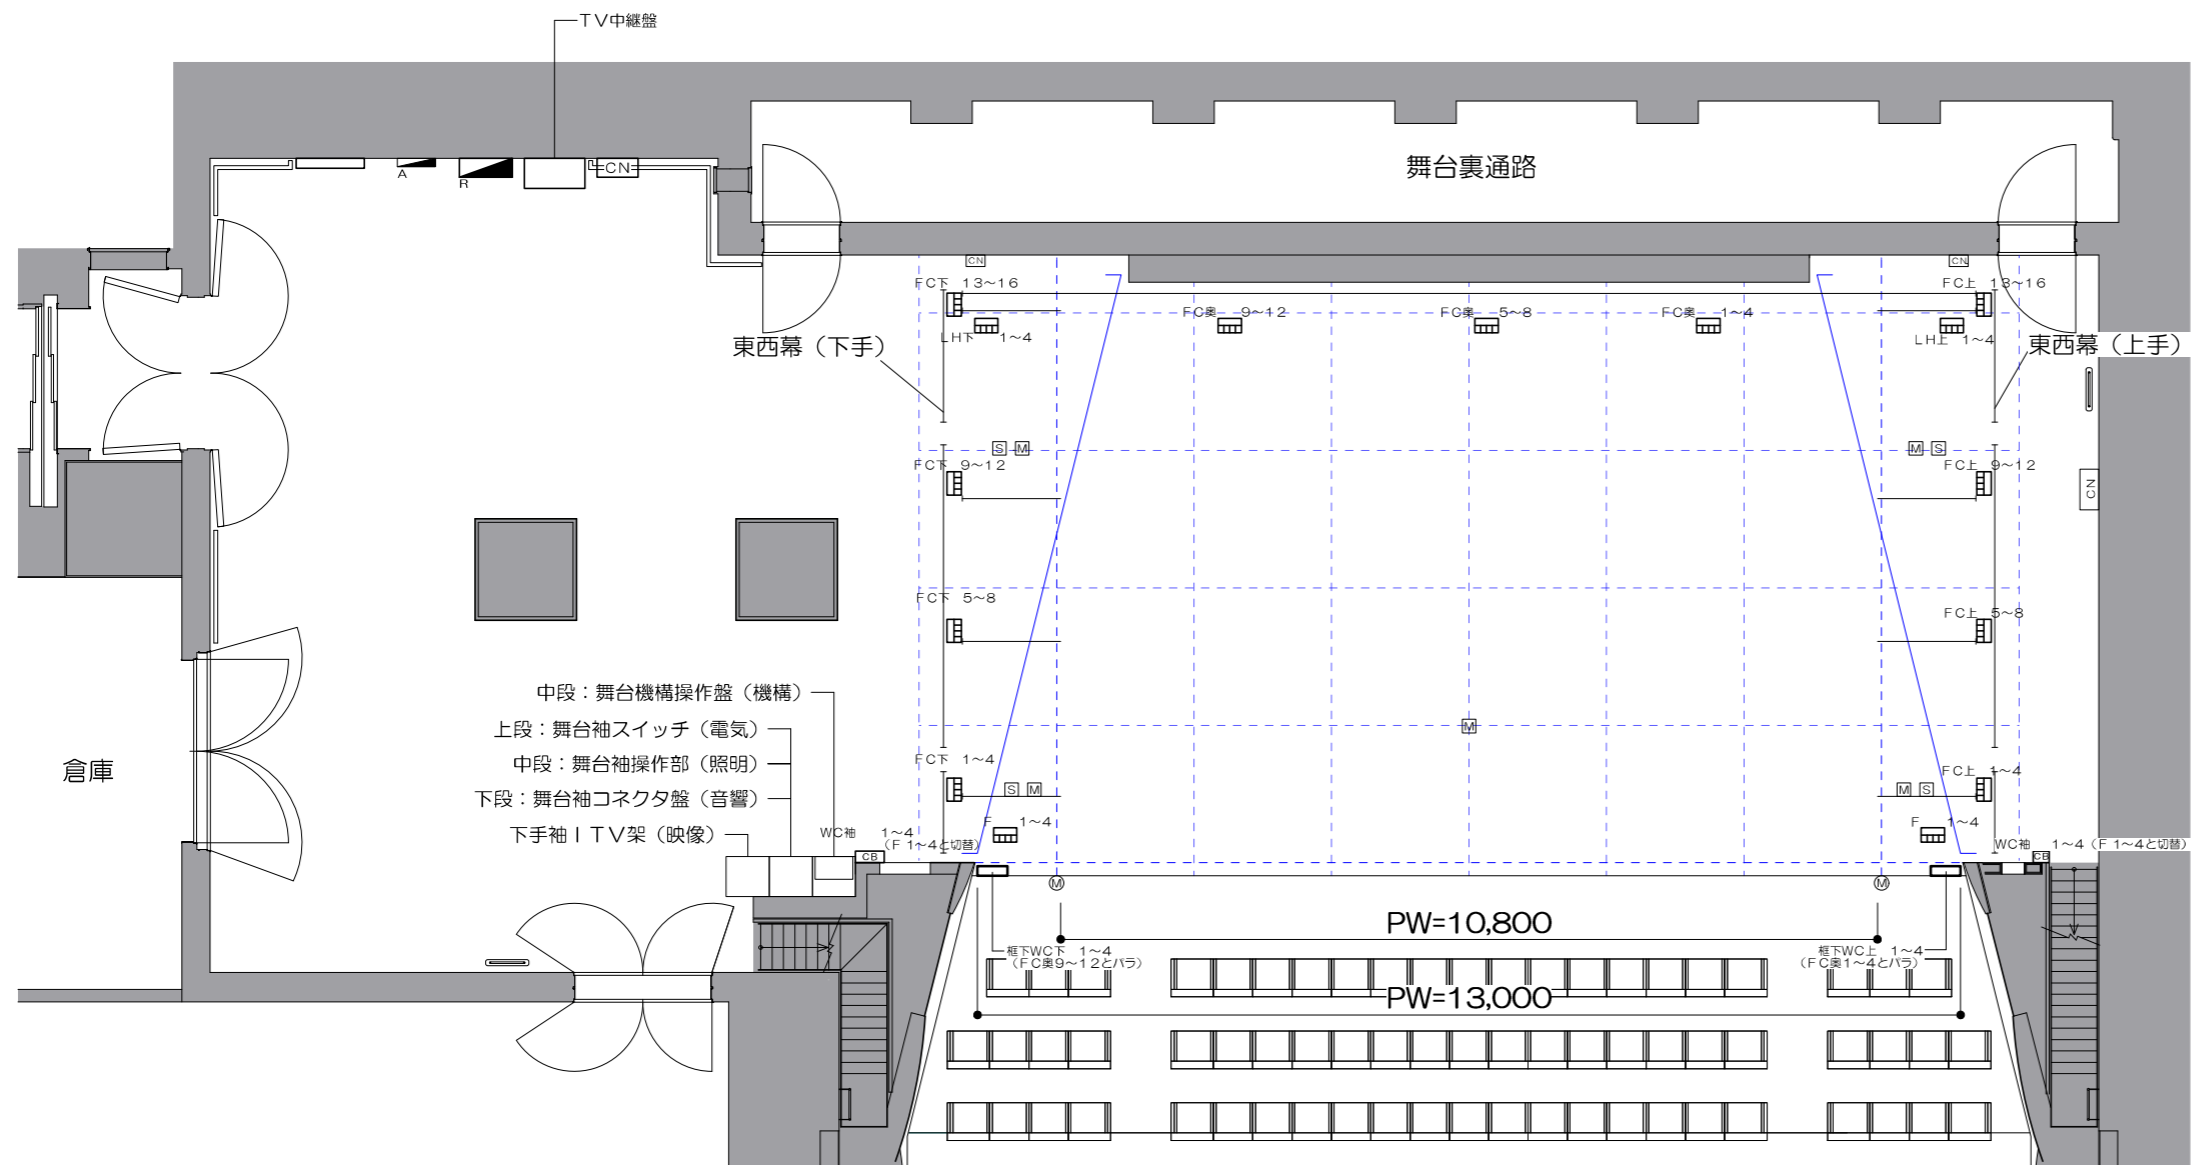 TV中継盤
舞台裏通路
A
R
CN
CN
CN
FC下 13~16
FC上 13~16
FC奥 9~12
FC奥 5~8
FC奥 1~4
LH下 1~4
LH上 1~4
東西幕（下手）
東西幕（上手）
S M
M S
FC下 9~12
FC上 9~12
CN
FC下 5~8
FC上 5~8
中段：舞台機構操作盤（機構）
上段：舞台袖スイッチ（電気）
中段：舞台袖操作部（照明）
下段：舞台袖コネクタ盤（音響）
下手袖ITV架（映像）
倉庫
M
FC下 1~4
FC上 1~4
S M
M S
F 1~4
F 1~4
WC袖 1~4
（F 1~4と切替）
WC袖 1~4（F 1~4と切替）
CB
CB
M
M
PW=10,800
框下WC下 1~4
（FC奥9~12とパラ）
框下WC上 1~4
（FC奥1~4とパラ）
PW=13,000